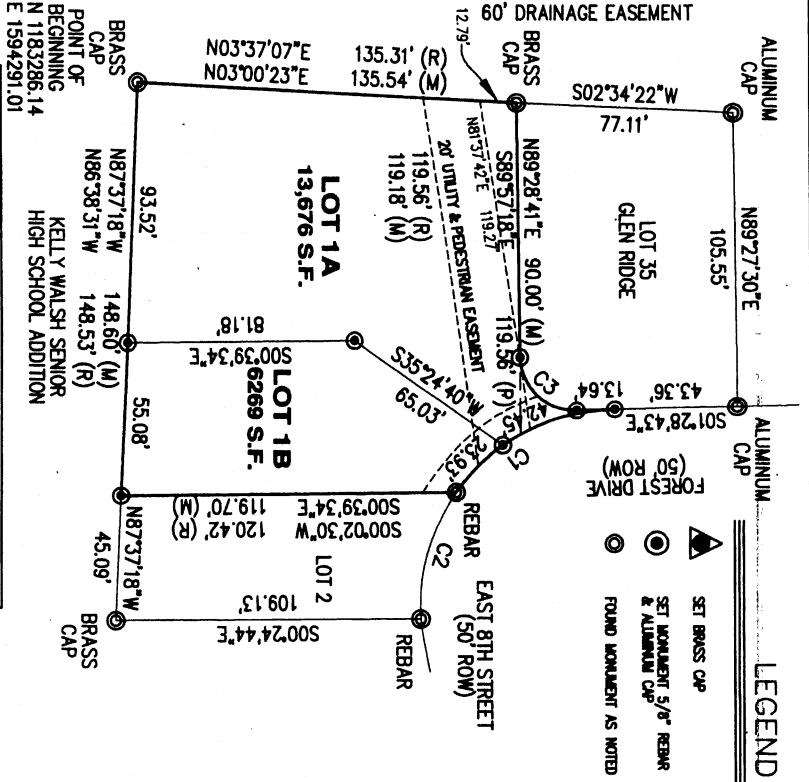 60' DRAINAGE EASEMENT
ALUMINUM
CAP
BRASS
CAP
12.79'
S02°34'22"W
77.11'
N89°27'30"E
105.55'
LOT 35
GLEN RIDGE
N03°37'07"E 135.31' (R)
N03°00'23"E 135.54' (M)
N89°28'41"E 90.00' (M)
S89°57'18"E 119.56' (R)
N81°37'42"E 119.27'
20' UTILITY & PEDESTRIAN EASEMENT
119.56' (R)
119.18' (M)
LOT 1A
13,676 S.F.
C3
13.64'
43.36'
S01°28'43"E
ALUMINUM
CAP
FOREST DRIVE
(50' ROW)
42.45
C1
23.93'
S35°24'40"W
65.03'
81.18'
S00°39'34"E
LOT 1B
6269 S.F.
BRASS
CAP
POINT OF
BEGINNING
N 1183286.14
E 1594291.01
93.52'
N87°37'18"W 148.60' (M)
N86°38'31"W 148.53' (R)
KELLY WALSH SENIOR
HIGH SCHOOL ADDITION
55.08'
S00°39'34"E 119.70' (M)
S00°02'30"W 120.42' (R)
REBAR
C2
LOT 2
N87°37'18"W
45.09'
109.13'
S00°24'44"E
BRASS
CAP
REBAR
EAST 8TH STREET
(50' ROW)
LEGEND
SET BRASS CAP
SET MONUMENT 5/8" REBAR
& ALUMINUM CAP
FOUND MONUMENT AS NOTED